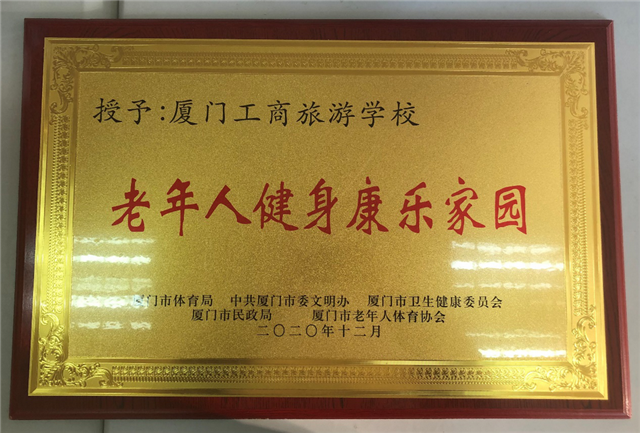 授予:厦门工商旅游学校
老年人健身康乐家园
厦门市体育局 中共厦门市委文明办 厦门市卫生健康委员会
厦门市民政局 厦门市老年人体育协会
二〇二〇年十二月